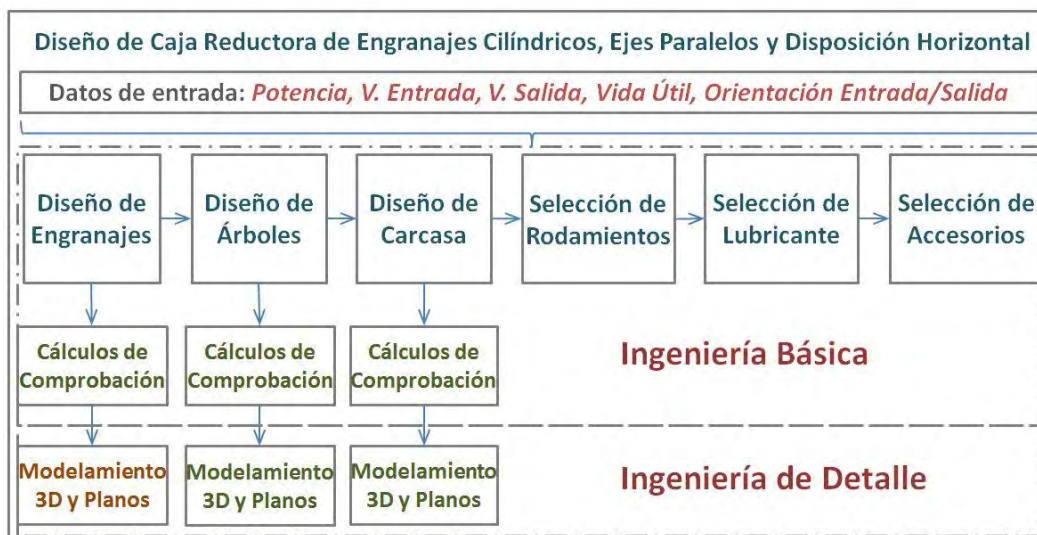 Diseño de Caja Reductora de Engranajes Cilíndricos, Ejes Paralelos y Disposición Horizontal
Datos de entrada: Potencia, V. Entrada, V. Salida, Vida Útil, Orientación Entrada/Salida
Diseño de
Engranajes
Diseño de
Árboles
Diseño de
Carcasa
Selección de
Rodamientos
Selección de
Lubricante
Selección de
Accesorios
Cálculos de
Comprobación
Cálculos de
Comprobación
Cálculos de
Comprobación
Ingeniería Básica
Modelamiento
3D y Planos
Modelamiento
3D y Planos
Modelamiento
3D y Planos
Ingeniería de Detalle